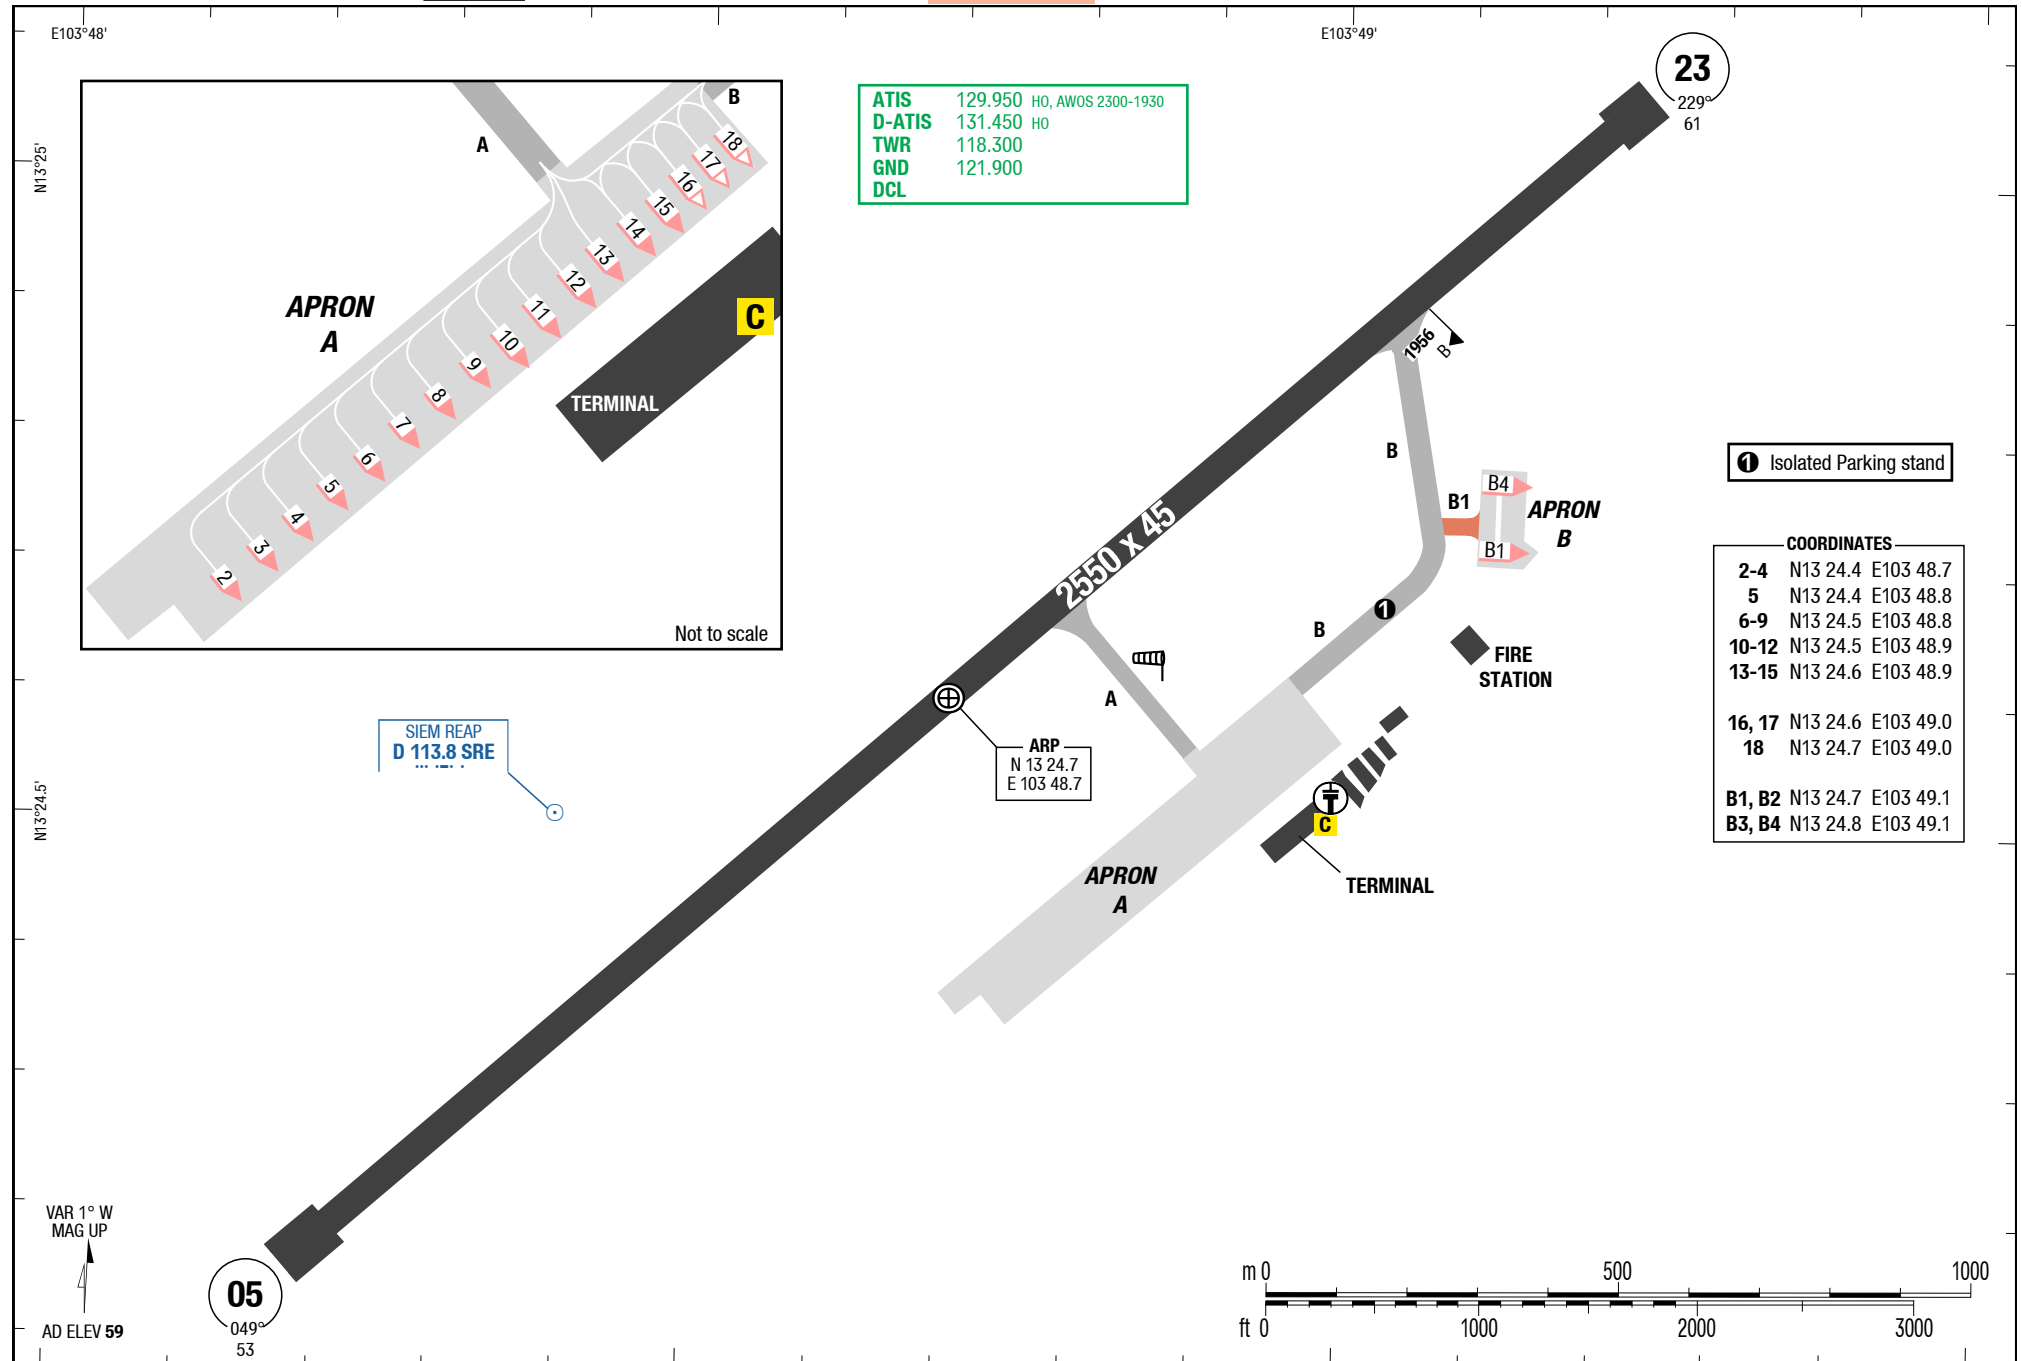 E103°48'
E103°49'
N13°25'
N13°24.5'
A
B
18
17
16
15
14
13
12
11
10
9
8
7
6
5
4
3
2
APRON
A
C
TERMINAL
Not to scale
ATIS 129.950 HO, AWOS 2300-1930
D-ATIS 131.450 HO
TWR 118.300
GND 121.900
DCL
23
229°
61
1956
B
2550 x 45
B
B1
B4
B1
APRON
B
1
B
A
FIRE
STATION
1 Isolated Parking stand
COORDINATES
2-4 N13 24.4 E103 48.7
5 N13 24.4 E103 48.8
6-9 N13 24.5 E103 48.8
10-12 N13 24.5 E103 48.9
13-15 N13 24.6 E103 48.9
16, 17 N13 24.6 E103 49.0
18 N13 24.7 E103 49.0
B1, B2 N13 24.7 E103 49.1
B3, B4 N13 24.8 E103 49.1
SIEM REAP
D 113.8 SRE
ARP
N 13 24.7
E 103 48.7
C
TERMINAL
APRON
A
VAR 1° W
MAG UP
AD ELEV 59
05
049°
53
m 0 500 1000
ft 0 1000 2000 3000